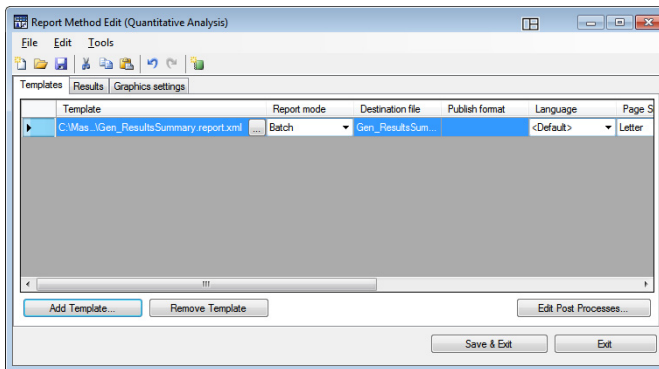 Report Method Edit (Quantitative Analysis)
File Edit Tools
Templates Results Graphics settings
Template Report mode Destination file Publish format Language Page S
C:\Mas...\Gen_ResultsSummary.report.xml ... Batch Gen_ResultsSum... <Default> Letter
Add Template... Remove Template Edit Post Processes...
Save & Exit Exit